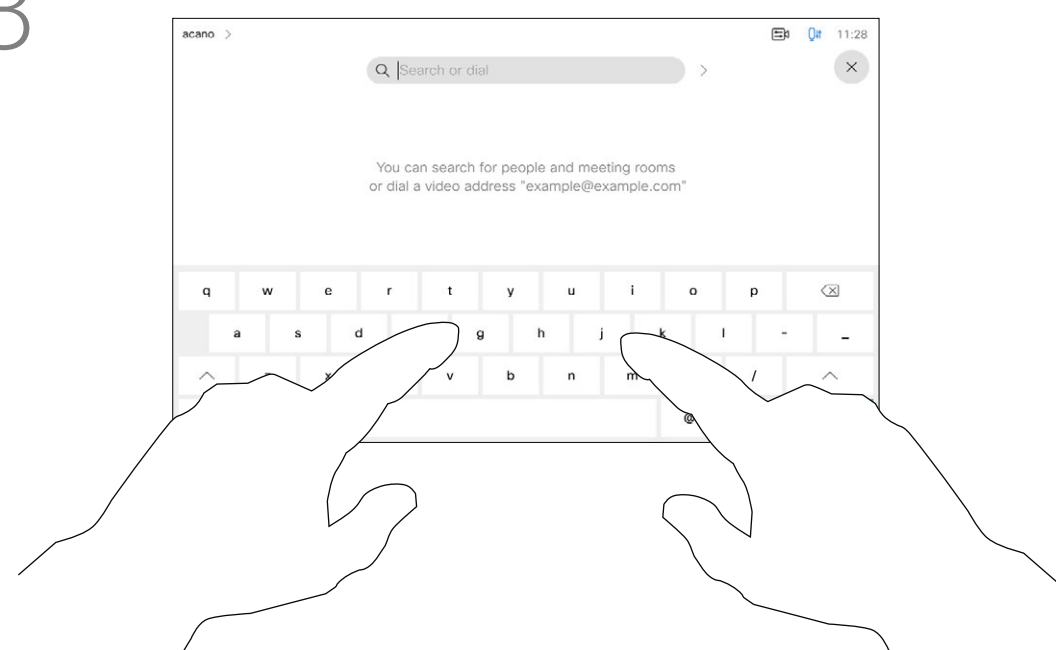 3
acano >
11:28
Search or dial >
You can search for people and meeting rooms
or dial a video address "example@example.com"
q w e r t y u i o p
a s d g h j k l - _
x v b n m /
@